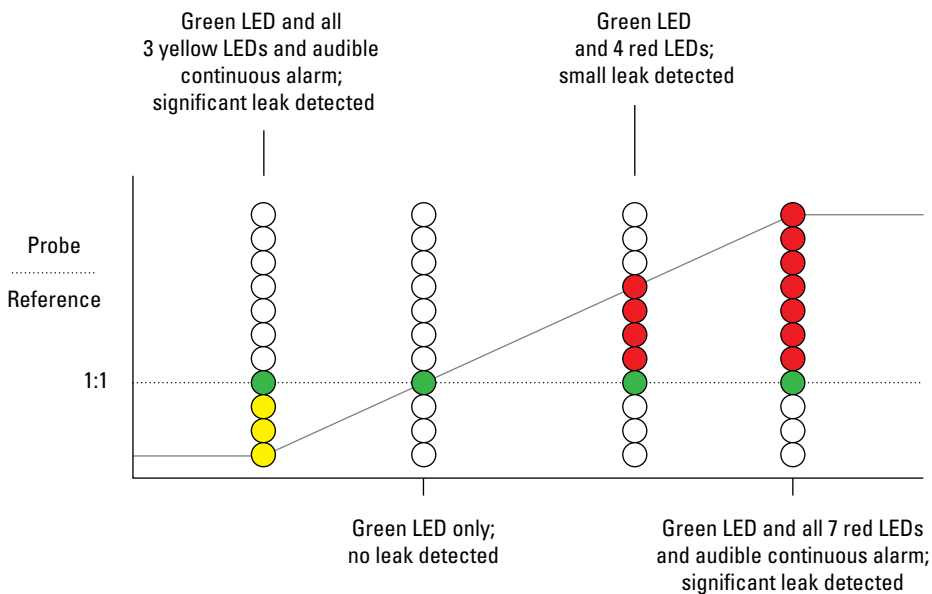 Green LED and all
3 yellow LEDs and audible
continuous alarm;
significant leak detected
Green LED
and 4 red LEDs;
small leak detected
Probe
Reference
1:1
Green LED only;
no leak detected
Green LED and all 7 red LEDs
and audible continuous alarm;
significant leak detected